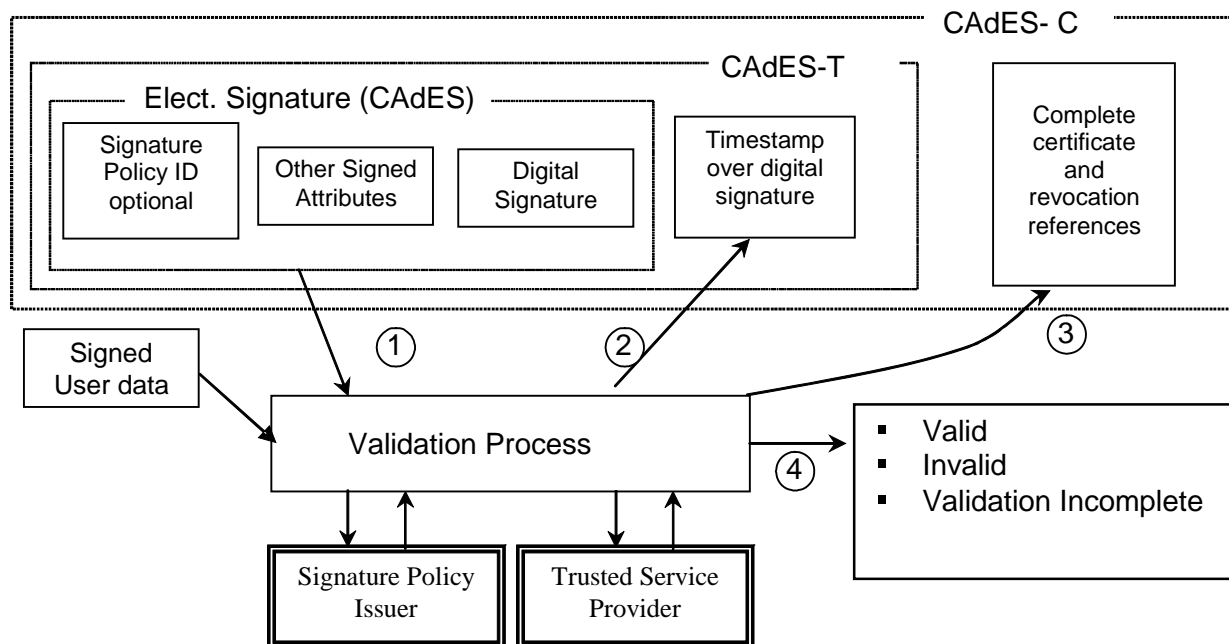 CAdES- C
CAdES-T
Elect. Signature (CAdES)
Signature
Policy ID
optional
Other Signed
Attributes
Digital
Signature
Timestamp
over digital
signature
Complete
certificate
and
revocation
references
1
2
3
Signed
User data
Validation Process
4
▪ Valid
▪ Invalid
▪ Validation Incomplete
Signature Policy
Issuer
Trusted Service
Provider